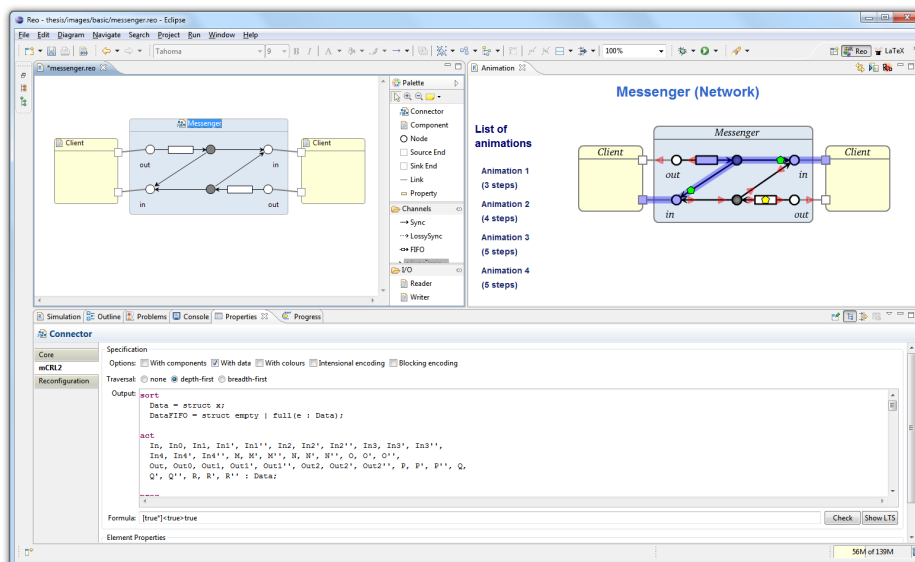 Reo - thesis/images/basic/messenger.reo - Eclipse
File Edit Diagram Navigate Search Project Run Window Help
Tahoma 9 B I A 100% Reo LaTeX
*messenger.reo
Messenger
Client
Client
out
in
in
out
Palette
Connector
Component
Node
Source End
Sink End
Link
Property
Channels
Sync
LossySync
FIFO
I/O
Reader
Writer
Animation
Messenger (Network)
List of
animations
Animation 1
(3 steps)
Animation 2
(4 steps)
Animation 3
(5 steps)
Animation 4
(5 steps)
Messenger
Client
Client
out
in
in
out
Simulation Outline Problems Console Properties Progress
Connector
Core
mCRL2
Reconfiguration
Specification
Options: With components With data With colours Intensional encoding Blocking encoding
Traversal: none depth-first breadth-first
Output: sort
Data = struct x;
DataFIFO = struct empty | full(e : Data);
act
In, In0, In1, In1', In1'', In2, In2', In2'', In3, In3', In3'',
In4, In4', In4'', M, M', M'', N, N', N'', O, O', O'',
Out, Out0, Out1, Out1', Out1'', Out2, Out2', Out2'', P, P', P'', Q,
Q', Q'', R, R', R'' : Data;
Formula: [true*]<true>true
Check Show LTS
Element Properties
56M of 139M